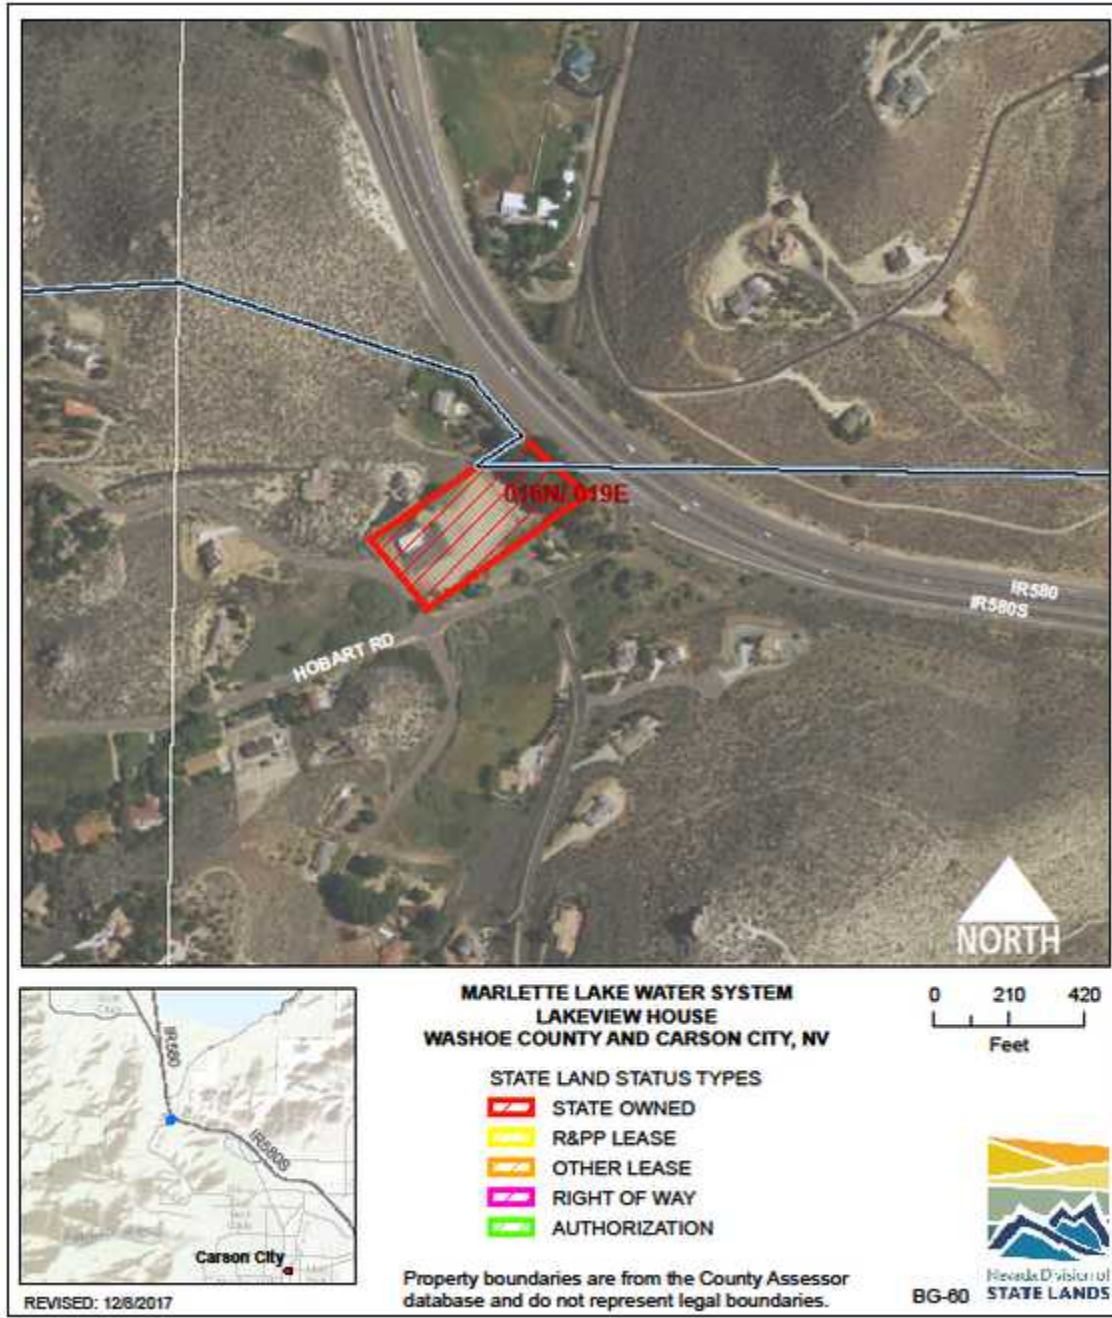 016N/ 019E
IR580
IR580S
HOBART RD
NORTH
MARLETTE LAKE WATER SYSTEM
LAKEVIEW HOUSE
WASHOE COUNTY AND CARSON CITY, NV
0 210 420
Feet
STATE LAND STATUS TYPES
STATE OWNED
R&PP LEASE
OTHER LEASE
RIGHT OF WAY
AUTHORIZATION
IR580
IR580S
Carson City
Property boundaries are from the County Assessor
database and do not represent legal boundaries.
REVISED: 12/6/2017
BG-60
Nevada Division of
STATE LANDS